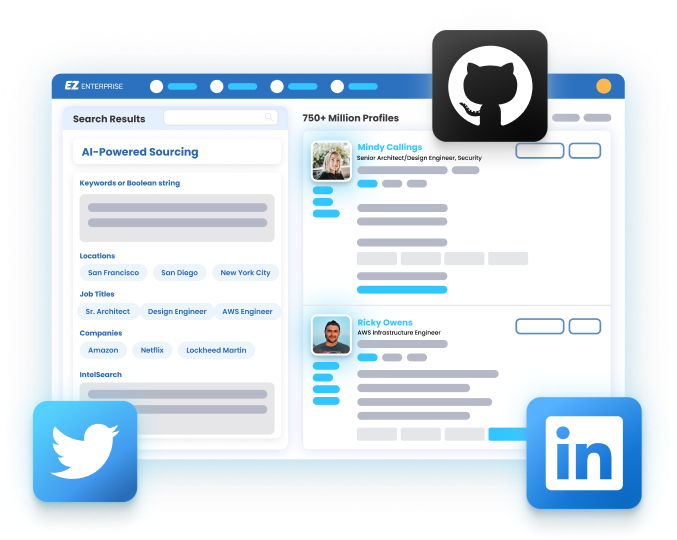 EZ ENTERPRISE
Search Results
750+ Million Profiles
AI-Powered Sourcing
Keywords or Boolean string
Locations
San Francisco San Diego New York City
Job Titles
Sr. Architect Design Engineer AWS Engineer
Companies
Amazon Netflix Lockheed Martin
IntelSearch
Mindy Callings
Senior Architect/Design Engineer, Security
Ricky Owens
AWS Infrastructure Engineer
in